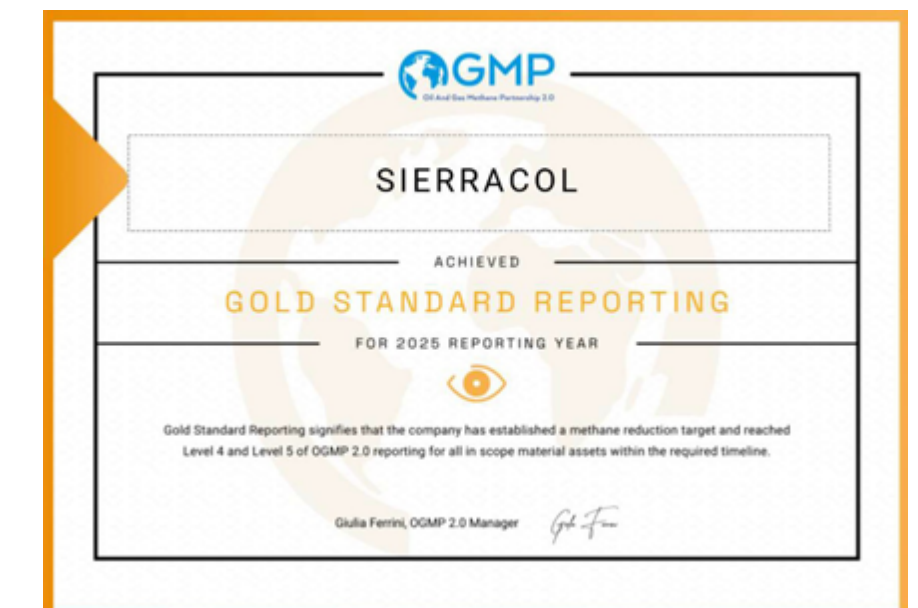 OGMP
Oil And Gas Methane Partnership 2.0
SIERRACOL
ACHIEVED
GOLD STANDARD REPORTING
FOR 2025 REPORTING YEAR
Gold Standard Reporting signifies that the company has established a methane reduction target and reached
Level 4 and Level 5 of OGMP 2.0 reporting for all in scope material assets within the required timeline.
Giulia Ferrini, OGMP 2.0 Manager